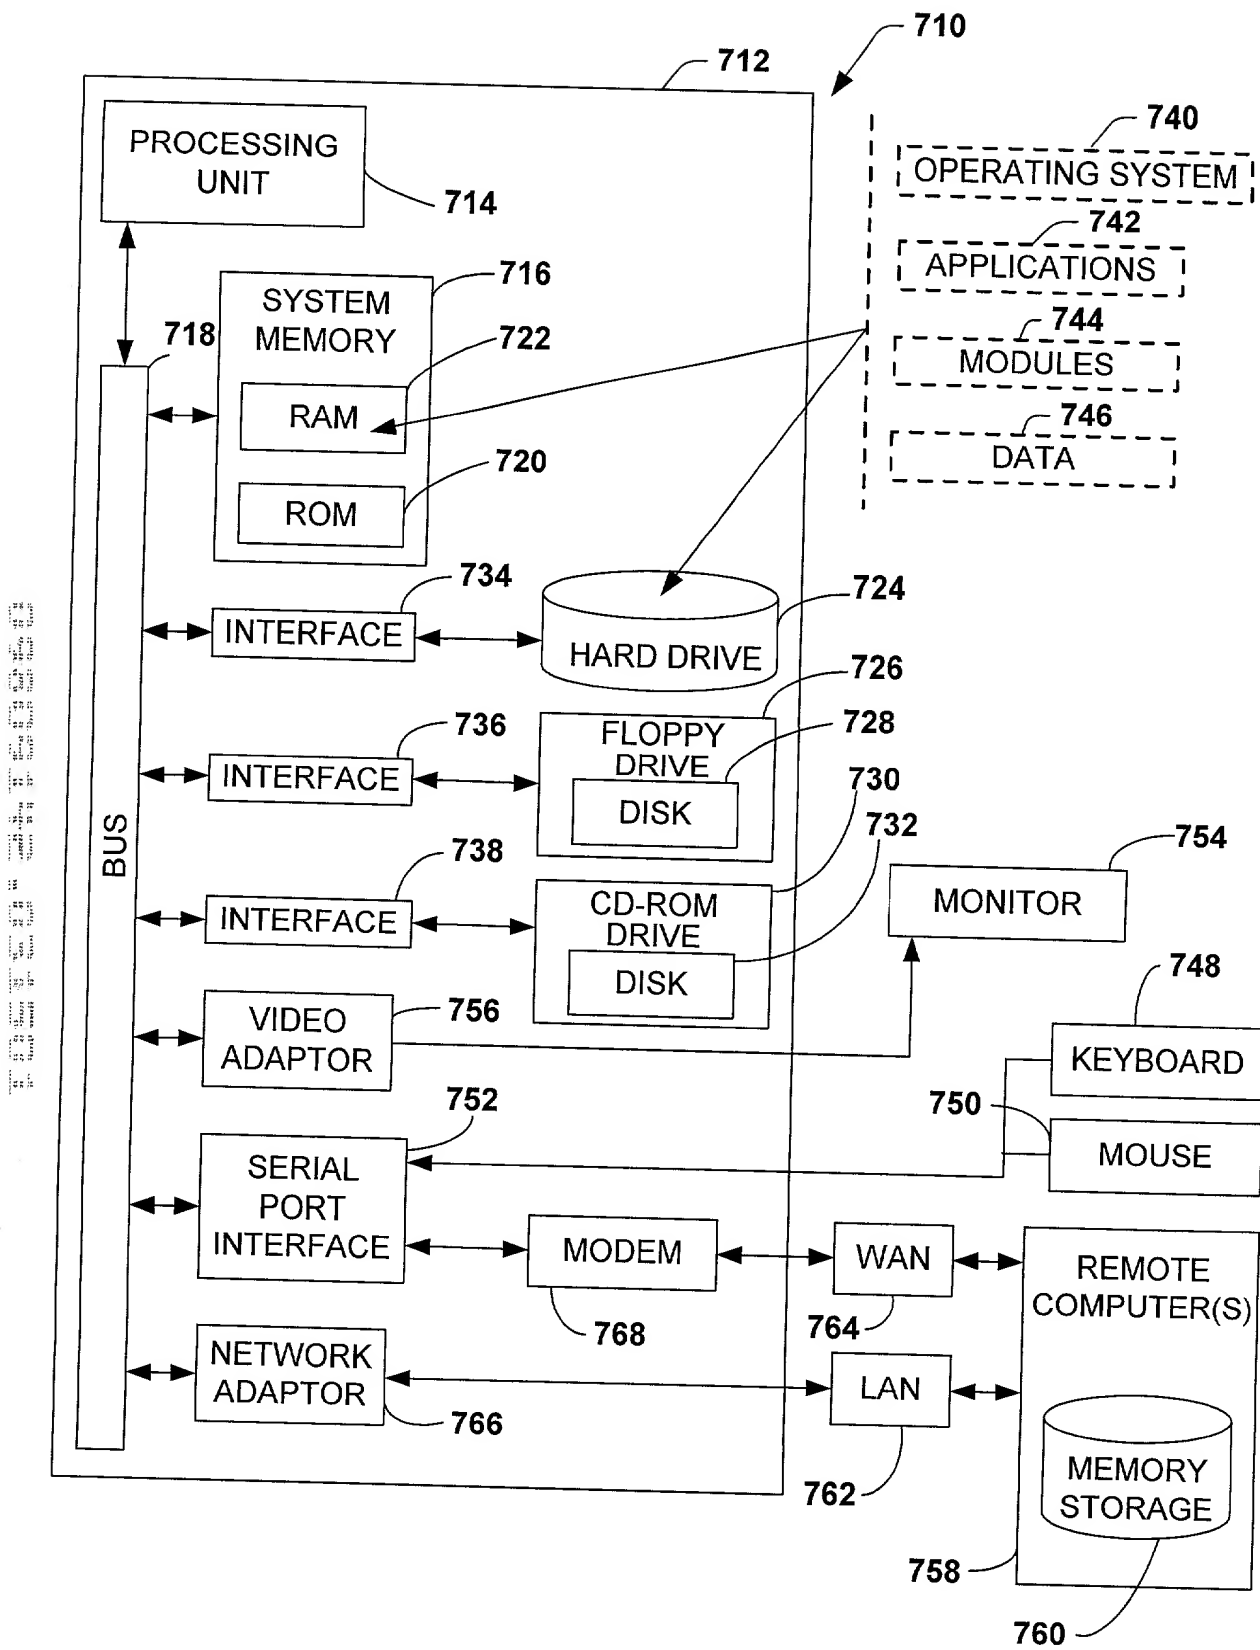 710
712
PROCESSING
UNIT
714
740
OPERATING SYSTEM
742
APPLICATIONS
744
MODULES
746
DATA
716
SYSTEM
MEMORY
718
722
RAM
720
ROM
734
INTERFACE
724
HARD DRIVE
726
736
INTERFACE
FLOPPY
DRIVE
728
DISK
730
BUS
738
INTERFACE
CD-ROM
DRIVE
732
DISK
754
MONITOR
756
VIDEO
ADAPTOR
748
KEYBOARD
750
MOUSE
752
SERIAL
PORT
INTERFACE
MODEM
768
WAN
764
REMOTE
COMPUTER(S)
NETWORK
ADAPTOR
766
LAN
762
MEMORY
STORAGE
758
760